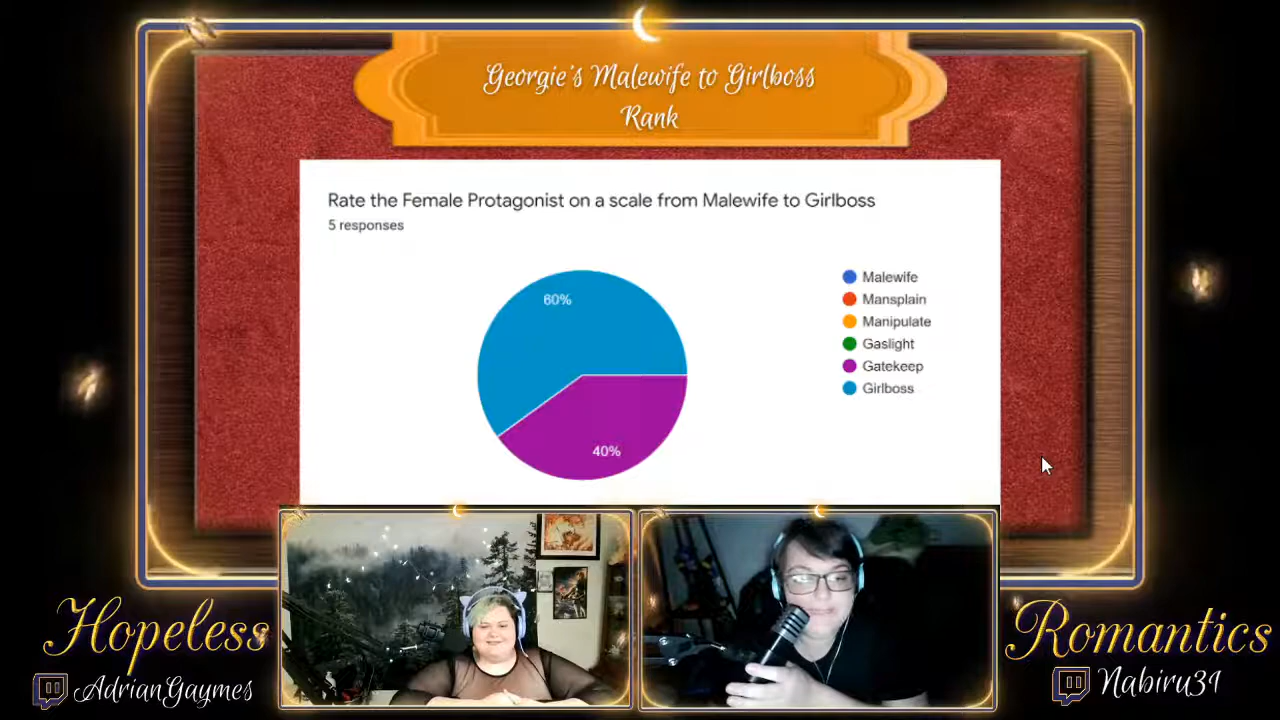 Georgie's Malewife to Girlboss
Rank
Rate the Female Protagonist on a scale from Malewife to Girlboss
5 responses
60%
40%
Malewife
Mansplain
Manipulate
Gaslight
Gatekeep
Girlboss
Hopeless
AdrianGaymes
Romantics
Nabiru31